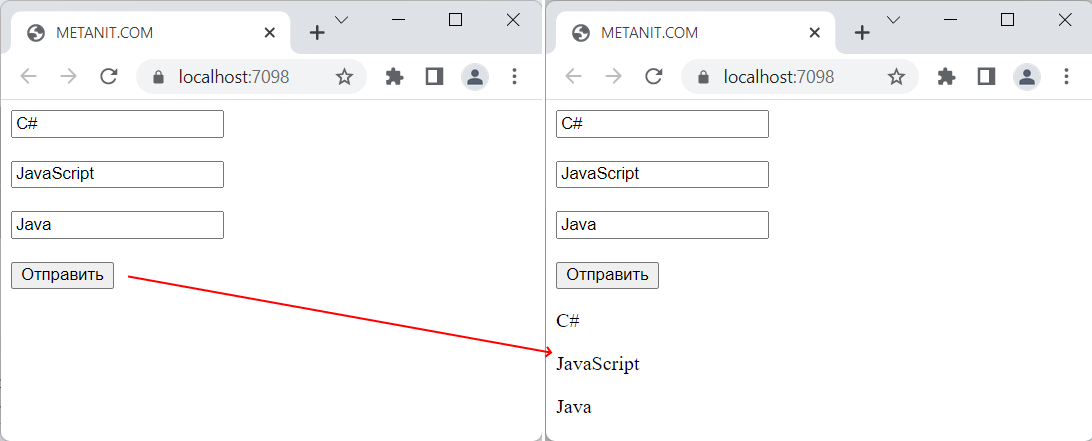 METANIT.COM
localhost:7098
C#
JavaScript
Java
Отправить
METANIT.COM
localhost:7098
C#
JavaScript
Java
Отправить
C#
JavaScript
Java